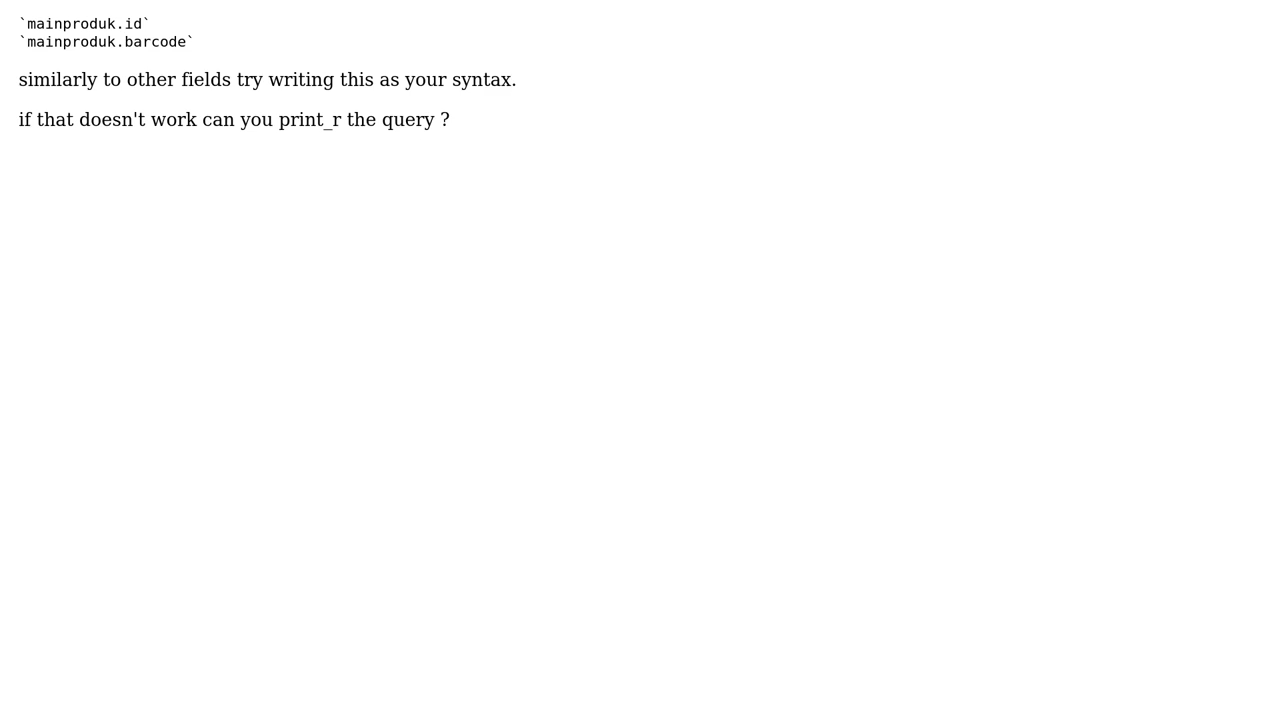 `mainproduk.id`
`mainproduk.barcode`
similarly to other fields try writing this as your syntax.
if that doesn't work can you print_r the query ?